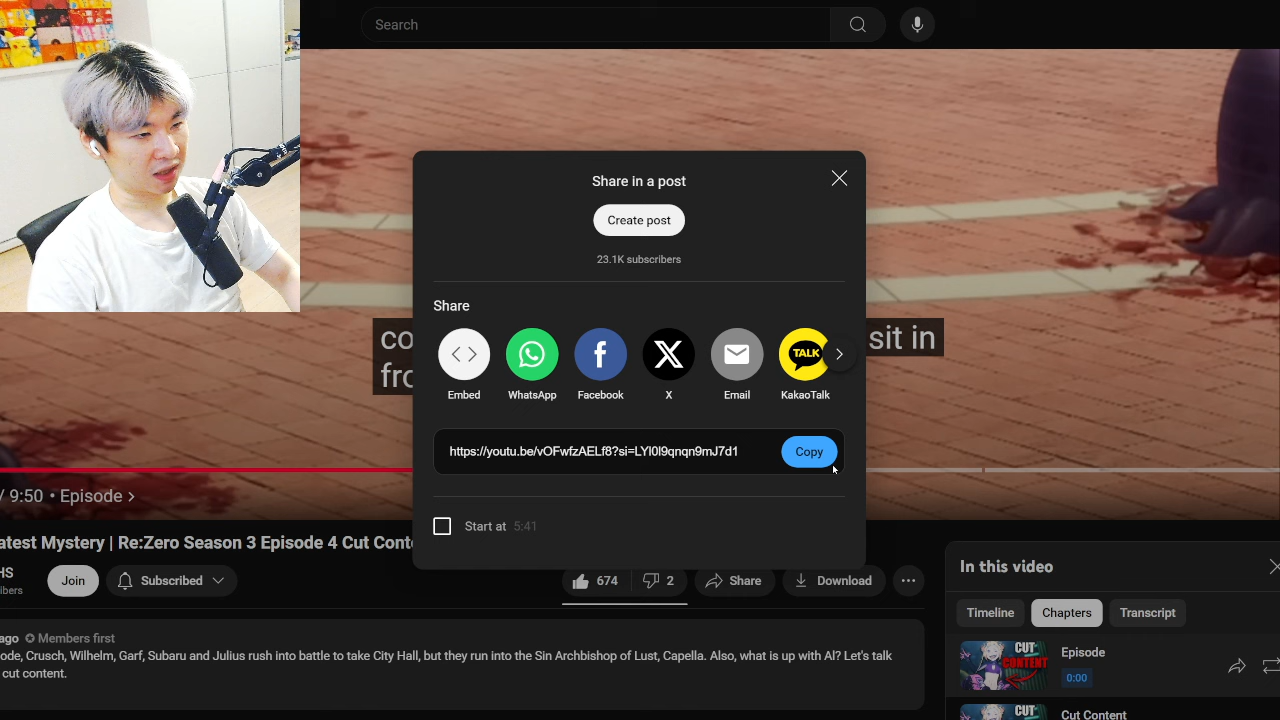 Search
Share in a post
Create post
23.1K subscribers
Share
co
sit in
fro
TALK
Embed
WhatsApp
Facebook
X
Email
KakaoTalk
https://youtu.be/vOFwfzAELf8?si=LYI0I9qnqn9mJ7d1
Copy
/ 9:50 • Episode >
Start at 5:41
atest Mystery | Re:Zero Season 3 Episode 4 Cut Conte
HS
ibers
Join
Subscribed
674
2
Share
Download
ago
Members first
ode, Crusch, Wilhelm, Garf, Subaru and Julius rush into battle to take City Hall, but they run into the Sin Archbishop of Lust, Capella. Also, what is up with Al? Let's talk
cut content.
In this video
Timeline
Chapters
Transcript
CUT
CONTENT
Episode
0:00
CUT
Cut Content